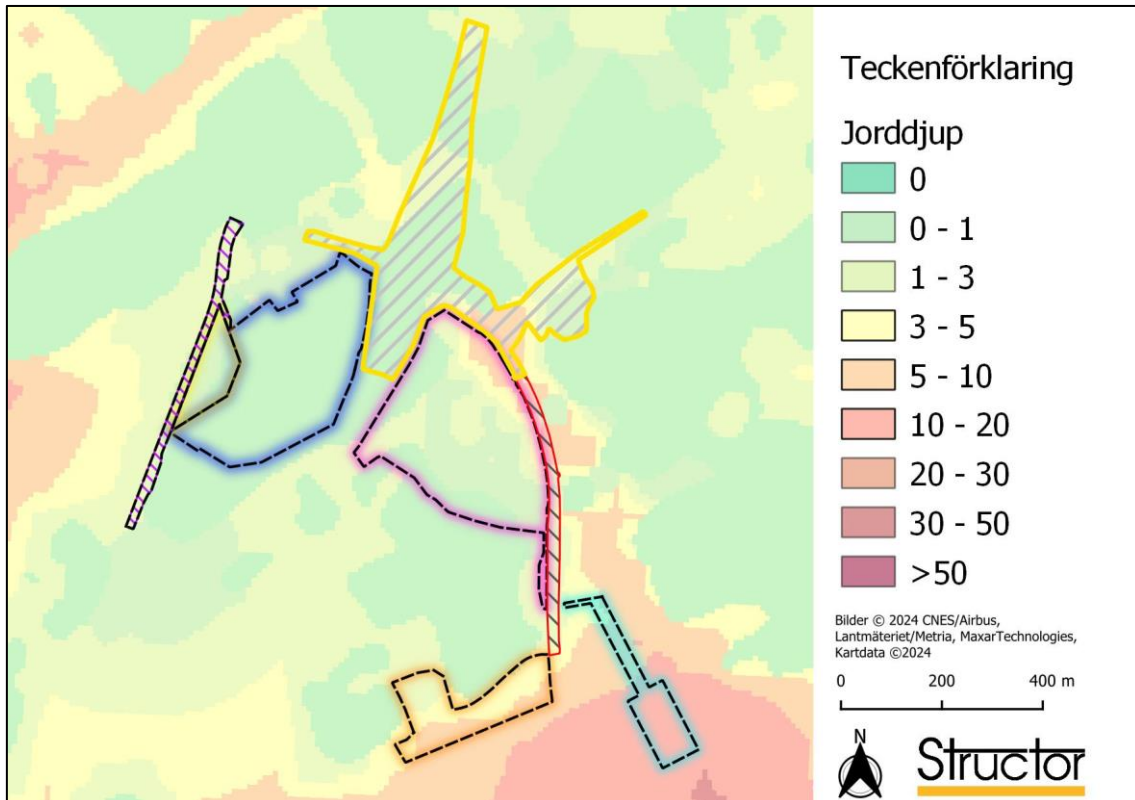 Teckenförklaring
Jorddjup
0
0 - 1
1 - 3
3 - 5
5 - 10
10 - 20
20 - 30
30 - 50
>50
Bilder © 2024 CNES/Airbus,
Lantmäteriet/Metria, MaxarTechnologies,
Kartdata ©2024
0 200 400 m
N
Structor